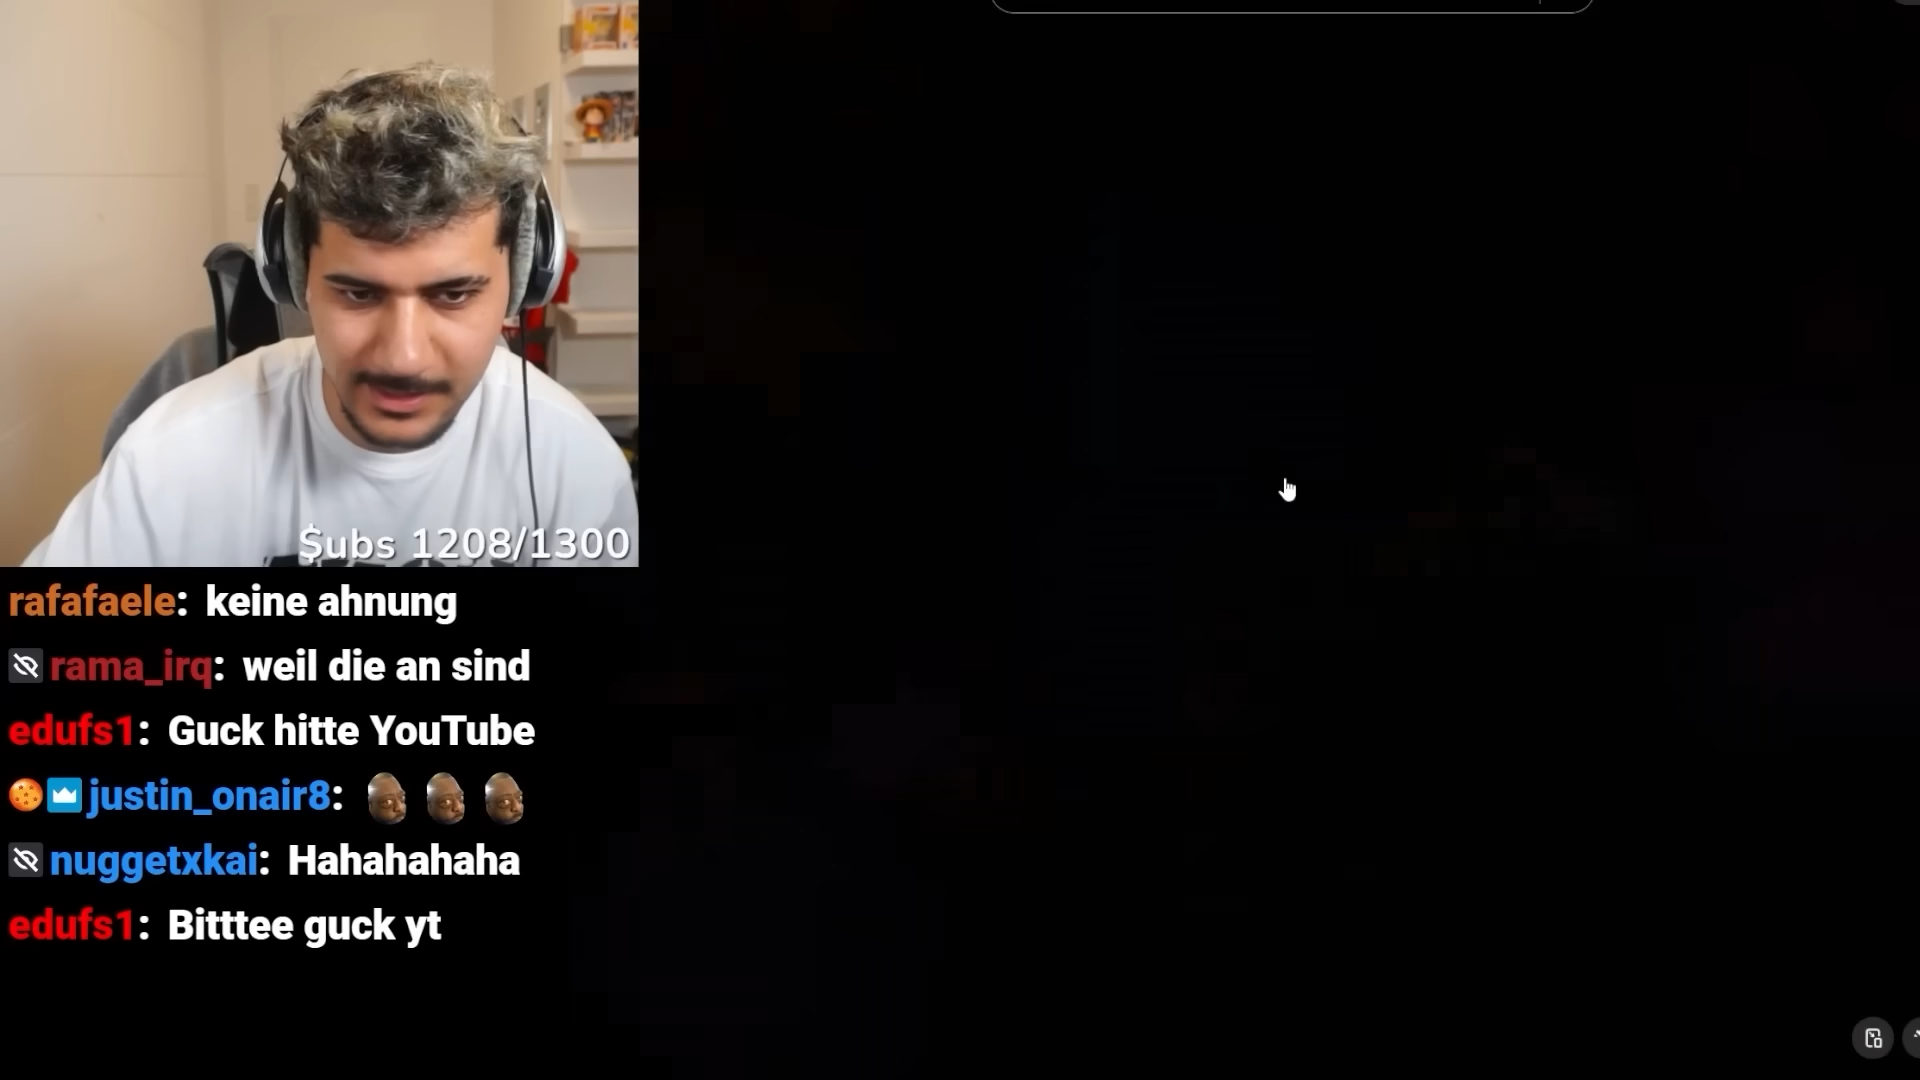 $ubs 1208/1300
rafafaele: keine ahnung
rama_irq: weil die an sind
edufs1: Guck hitte YouTube
justin_onair8:
nuggetxkai: Hahahahaha
edufs1: Bitttee guck yt